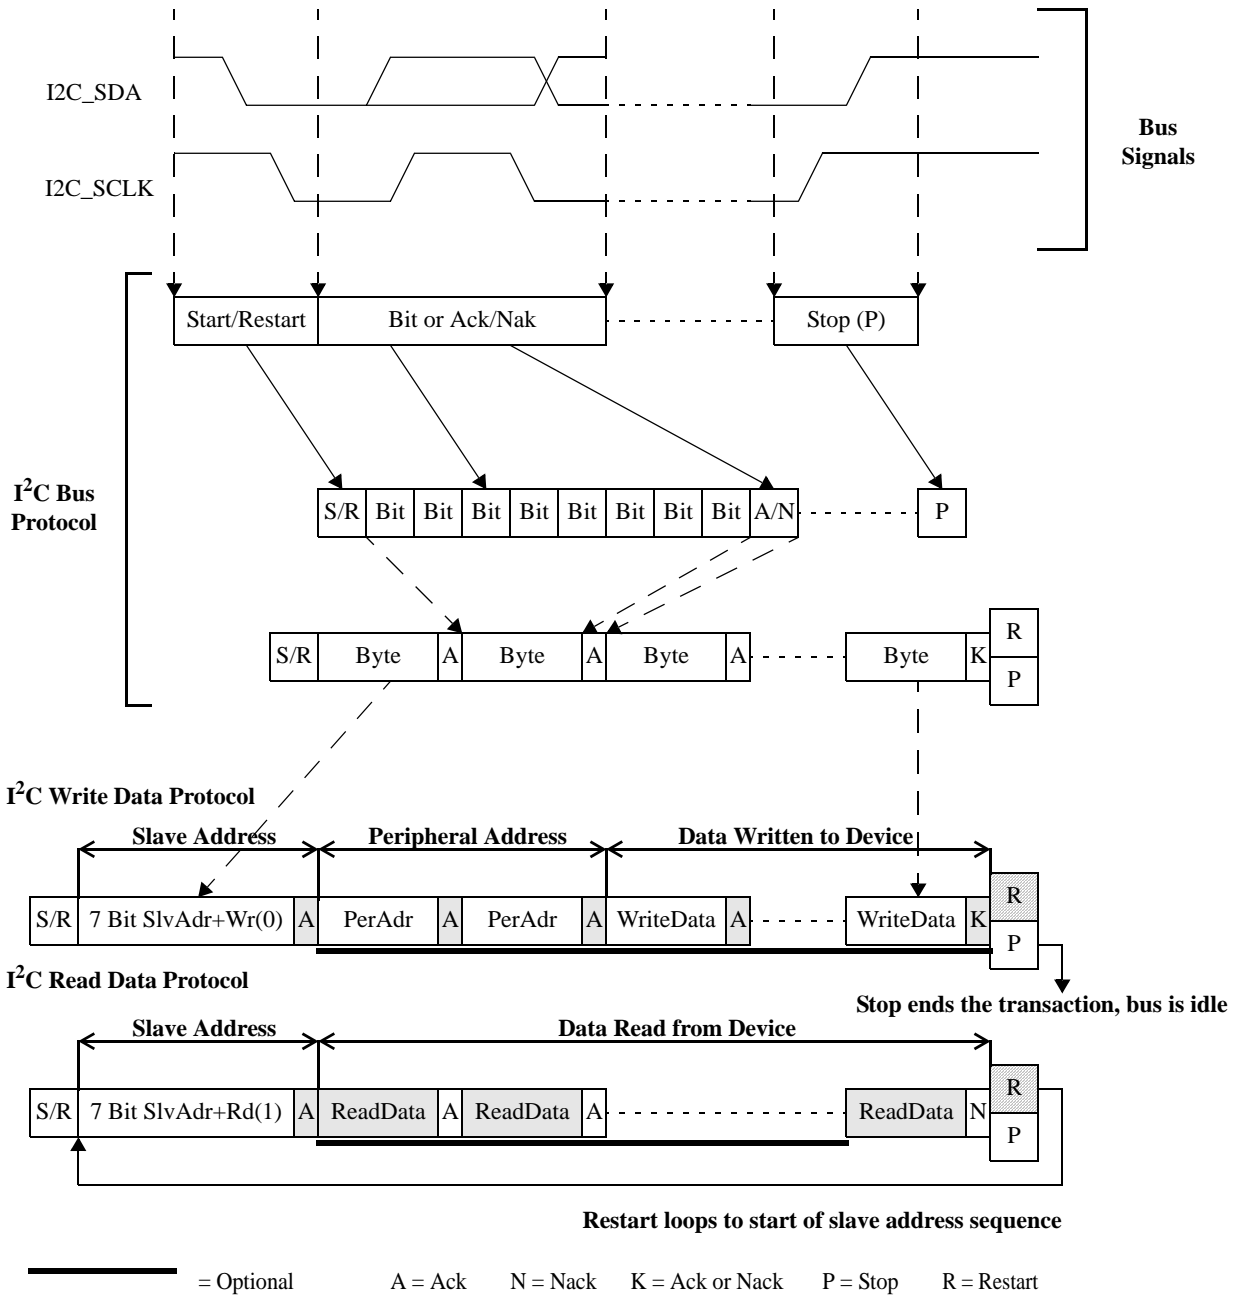 I2C_SDA
I2C_SCLK
Bus
Signals
Start/Restart Bit or Ack/Nak Stop (P)
I2C Bus
Protocol
S/R Bit Bit Bit Bit Bit Bit Bit Bit A/N P
S/R Byte A Byte A Byte A Byte K R
P
I2C Write Data Protocol
Slave Address Peripheral Address Data Written to Device
S/R 7 Bit SlvAdr+Wr(0) A PerAdr A PerAdr A WriteData A WriteData K R
P
I2C Read Data Protocol
Stop ends the transaction, bus is idle
Slave Address Data Read from Device
S/R 7 Bit SlvAdr+Rd(1) A ReadData A ReadData A ReadData N R
P
Restart loops to start of slave address sequence
= Optional A = Ack N = Nack K = Ack or Nack P = Stop R = Restart